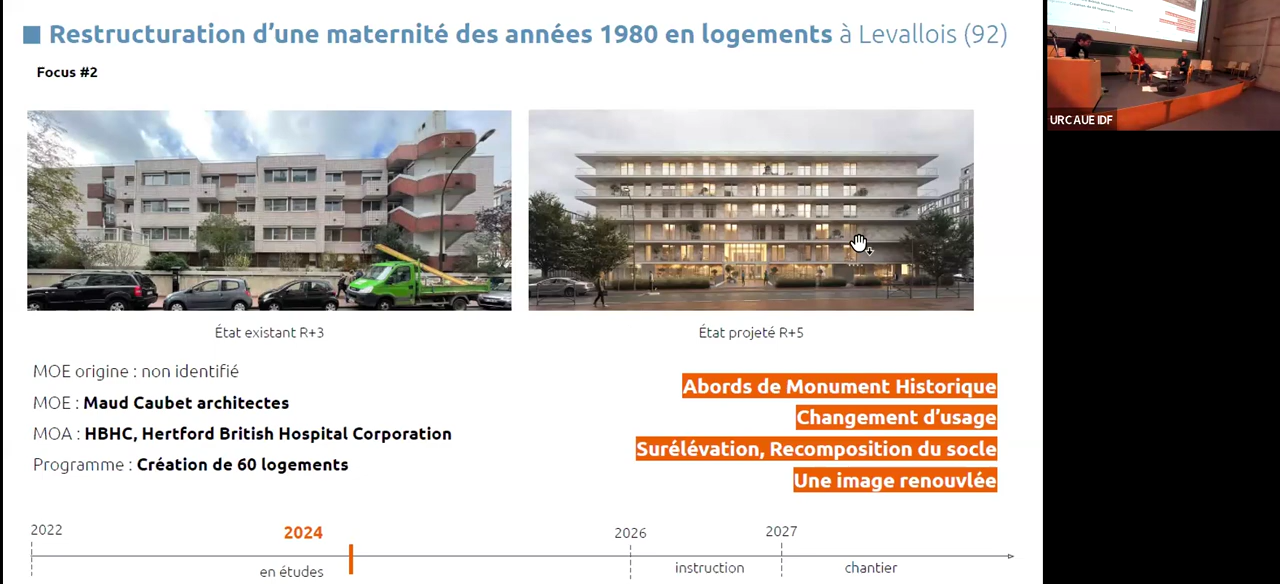 Restructuration d'une maternité des années 1980 en logements à Levallois (92)
Focus #2
État existant R+3
État projeté R+5
MOE origine : non identifié
MOE : Maud Caubet architectes
MOA : HBHC, Hertford British Hospital Corporation
Programme : Création de 60 logements
Abords de Monument Historique
Changement d'usage
Surélévation, Recomposition du socle
Une image renouvlée
2022
2024
2026
2027
en études
instruction
chantier
URCAUE IDF